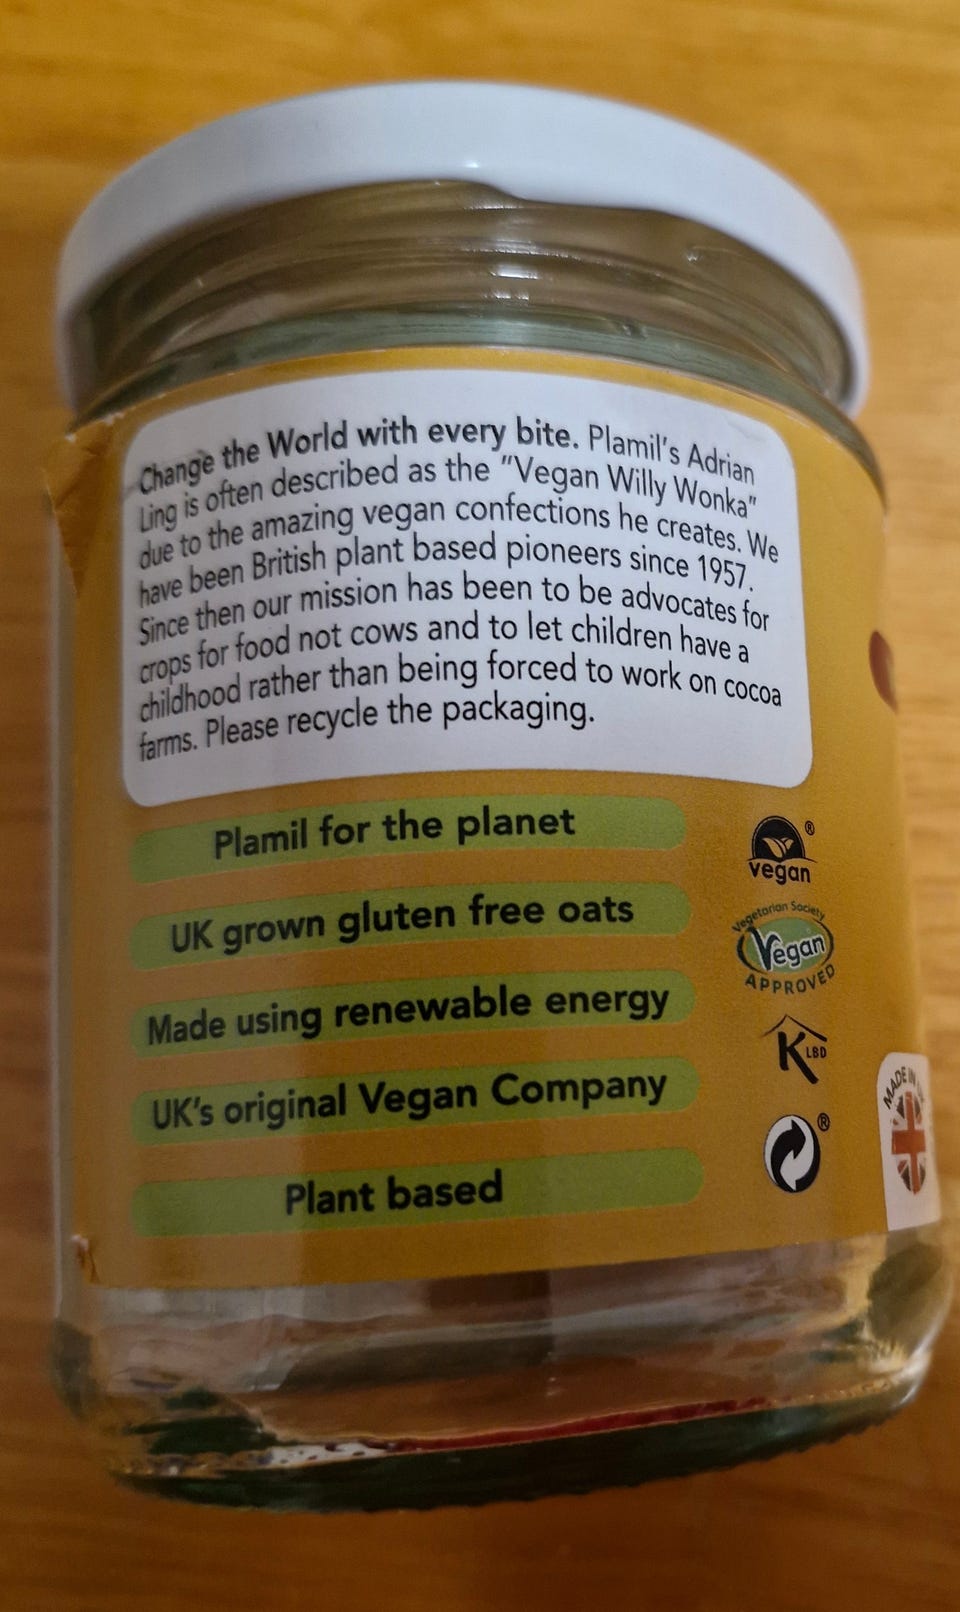 Change the World with every bite. Plamil's Adrian
Ling is often described as the "Vegan Willy Wonka"
due to the amazing vegan confections he creates. We
have been British plant based pioneers since 1957.
Since then our mission has been to be advocates for
crops for food not cows and to let children have a
childhood rather than being forced to work on cocoa
farms. Please recycle the packaging.
Plamil for the planet
UK grown gluten free oats
Made using renewable energy
UK's original Vegan Company
Plant based
vegan ®
Vegetarian Society
Vegan
APPROVED
K LBD
®
MADE IN